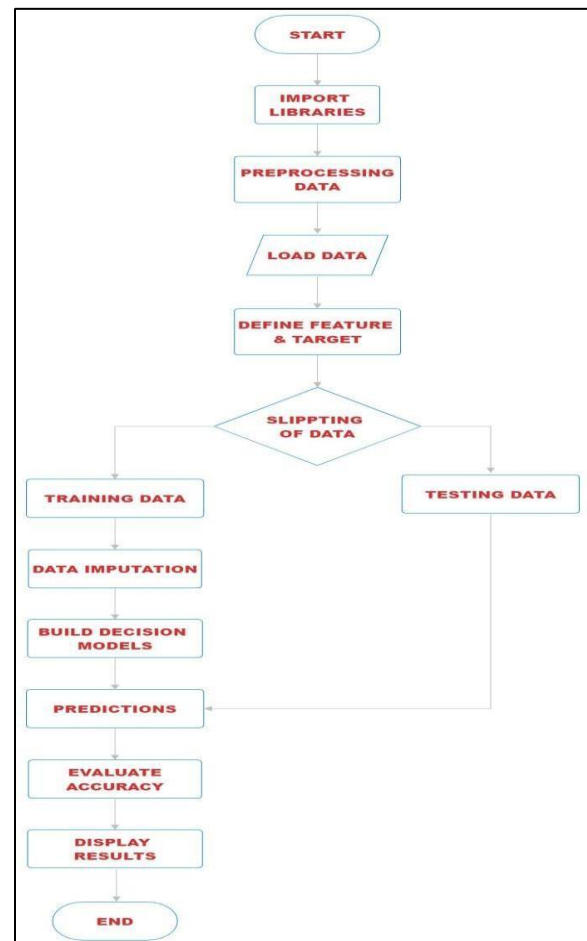 START
IMPORT
LIBRARIES
PREPROCESSING
DATA
LOAD DATA
DEFINE FEATURE
& TARGET
SLIPPTING
OF DATA
TRAINING DATA
TESTING DATA
DATA IMPUTATION
BUILD DECISION
MODELS
PREDICTIONS
EVALUATE
ACCURACY
DISPLAY
RESULTS
END